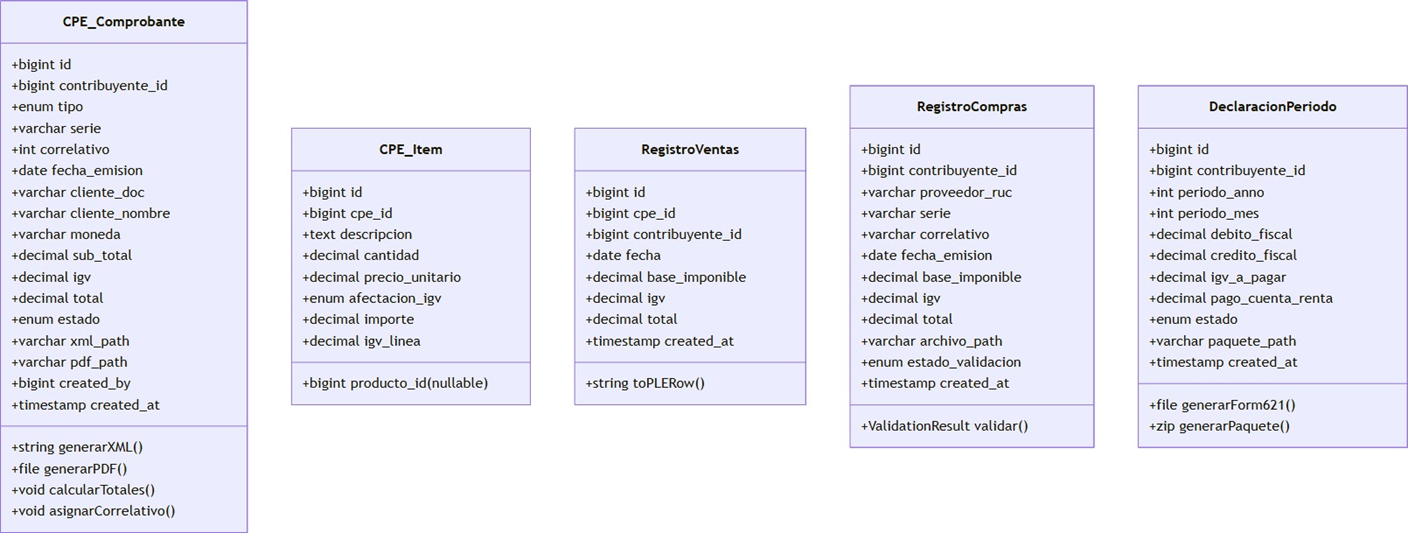 CPE_Comprobante
+bigint id
+bigint contribuyente_id
+enum tipo
+varchar serie
+int correlativo
+date fecha_emision
+varchar cliente_doc
+varchar cliente_nombre
+varchar moneda
+decimal sub_total
+decimal igv
+decimal total
+enum estado
+varchar xml_path
+varchar pdf_path
+bigint created_by
+timestamp created_at
+string generarXML()
+file generarPDF()
+void calcularTotales()
+void asignarCorrelativo()
CPE_Item
+bigint id
+bigint cpe_id
+text descripcion
+decimal cantidad
+decimal precio_unitario
+enum afectacion_igv
+decimal importe
+decimal igv_linea
+bigint producto_id(nullable)
RegistroVentas
+bigint id
+bigint cpe_id
+bigint contribuyente_id
+date fecha
+decimal base_imponible
+decimal igv
+decimal total
+timestamp created_at
+string toPLERow()
RegistroCompras
+bigint id
+bigint contribuyente_id
+varchar proveedor_ruc
+varchar serie
+varchar correlativo
+date fecha_emision
+decimal base_imponible
+decimal igv
+decimal total
+varchar archivo_path
+enum estado_validacion
+timestamp created_at
+ValidationResult validar()
DeclaracionPeriodo
+bigint id
+bigint contribuyente_id
+int periodo_anno
+int periodo_mes
+decimal debito_fiscal
+decimal credito_fiscal
+decimal igv_a_pagar
+decimal pago_cuenta_renta
+enum estado
+varchar paquete_path
+timestamp created_at
+file generarForm621()
+zip generarPaquete()